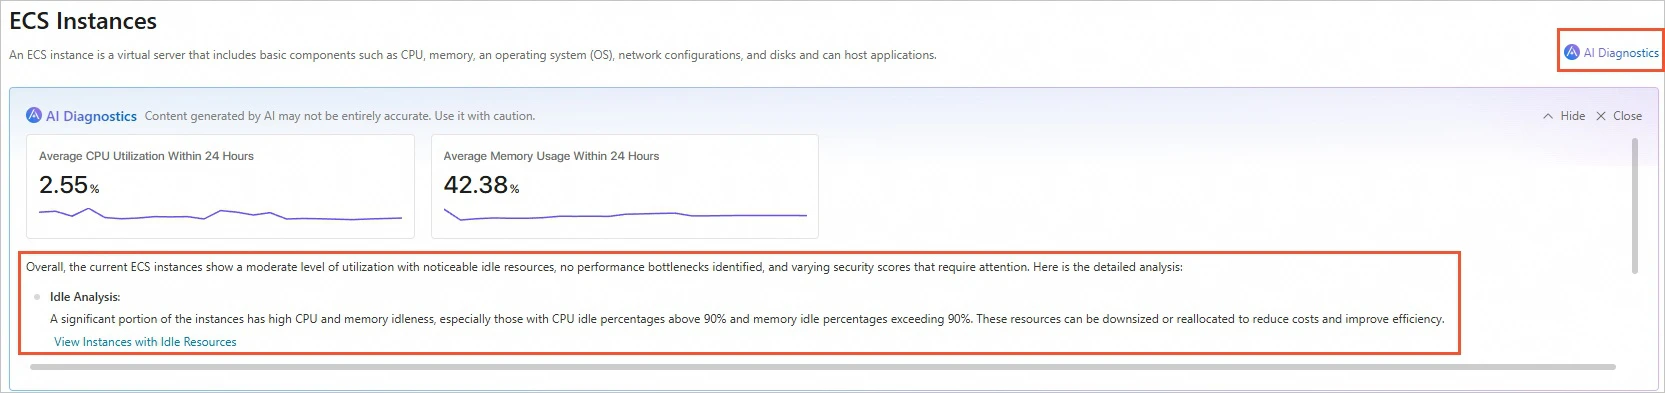 ECS Instances
An ECS instance is a virtual server that includes basic components such as CPU, memory, an operating system (OS), network configurations, and disks and can host applications.
AI Diagnostics
AI Diagnostics Content generated by AI may not be entirely accurate. Use it with caution.
Hide Close
Average CPU Utilization Within 24 Hours
2.55%
Average Memory Usage Within 24 Hours
42.38%
Overall, the current ECS instances show a moderate level of utilization with noticeable idle resources, no performance bottlenecks identified, and varying security scores that require attention. Here is the detailed analysis:
Idle Analysis:
A significant portion of the instances has high CPU and memory idleness, especially those with CPU idle percentages above 90% and memory idle percentages exceeding 90%. These resources can be downsized or reallocated to reduce costs and improve efficiency.
View Instances with Idle Resources